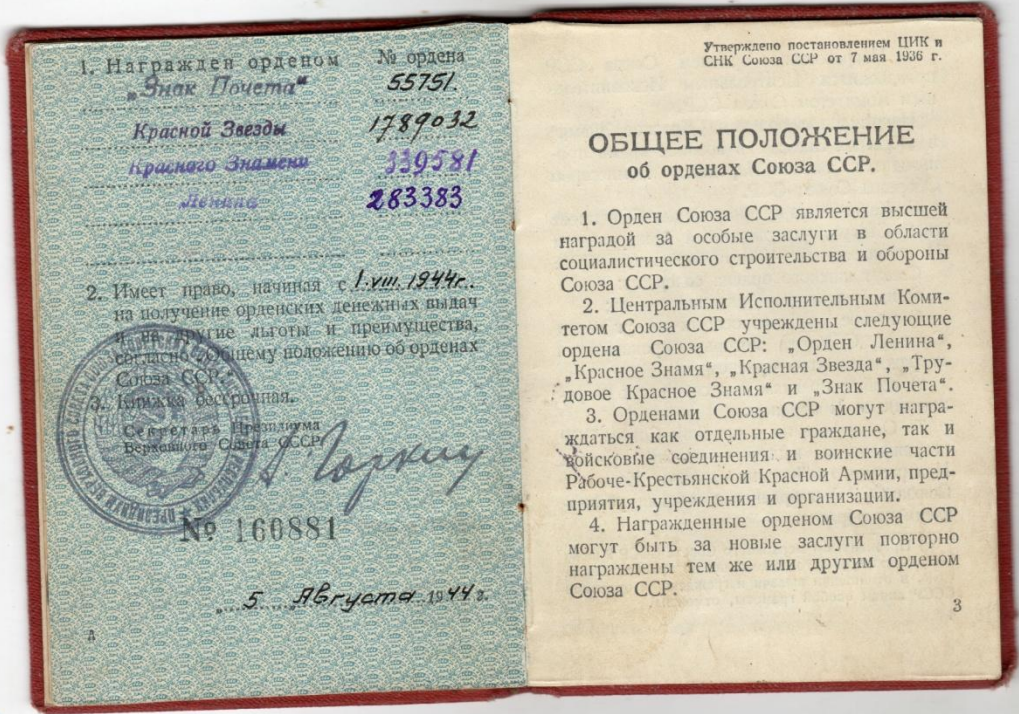 1. Награжден орденом № ордена
„Знак Почета“ 55751.
Красной Звезды 1789032
Красного Знамени 339581
Ленина 283383
2. Имеет право, начиная с 1.VIII.1944г.
на получение орденских денежных выдач
и на другие льготы и преимущества,
согласно „Общему положению об орденах
Союза ССР.“
3. Книжка бессрочная.
Секретарь Президиума
Верховного Совета СССР
А. Горкин
№ 160881
„ 5 „ Августа 1944 г.
Утверждено постановлением ЦИК и
СНК Союза ССР от 7 мая 1936 г.
ОБЩЕЕ ПОЛОЖЕНИЕ
об орденах Союза ССР.
1. Орден Союза ССР является высшей
наградой за особые заслуги в области
социалистического строительства и обороны
Союза ССР.
2. Центральным Исполнительным Коми-
тетом Союза ССР учреждены следующие
ордена Союза ССР: „Орден Ленина“,
„Красное Знамя“, „Красная Звезда“, „Тру-
довое Красное Знамя“ и „Знак Почета“.
3. Орденами Союза ССР могут награ-
ждаться как отдельные граждане, так и
войсковые соединения и воинские части
Рабоче-Крестьянской Красной Армии, пред-
приятия, учреждения и организации.
4. Награжденные орденом Союза ССР
могут быть за новые заслуги повторно
награждены тем же или другим орденом
Союза ССР.
3